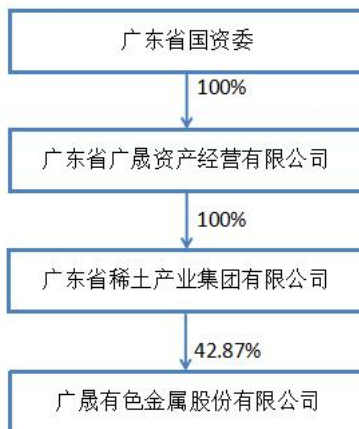 广东省国资委
100%
广东省广晟资产经营有限公司
100%
广东省稀土产业集团有限公司
42.87%
广晟有色金属股份有限公司